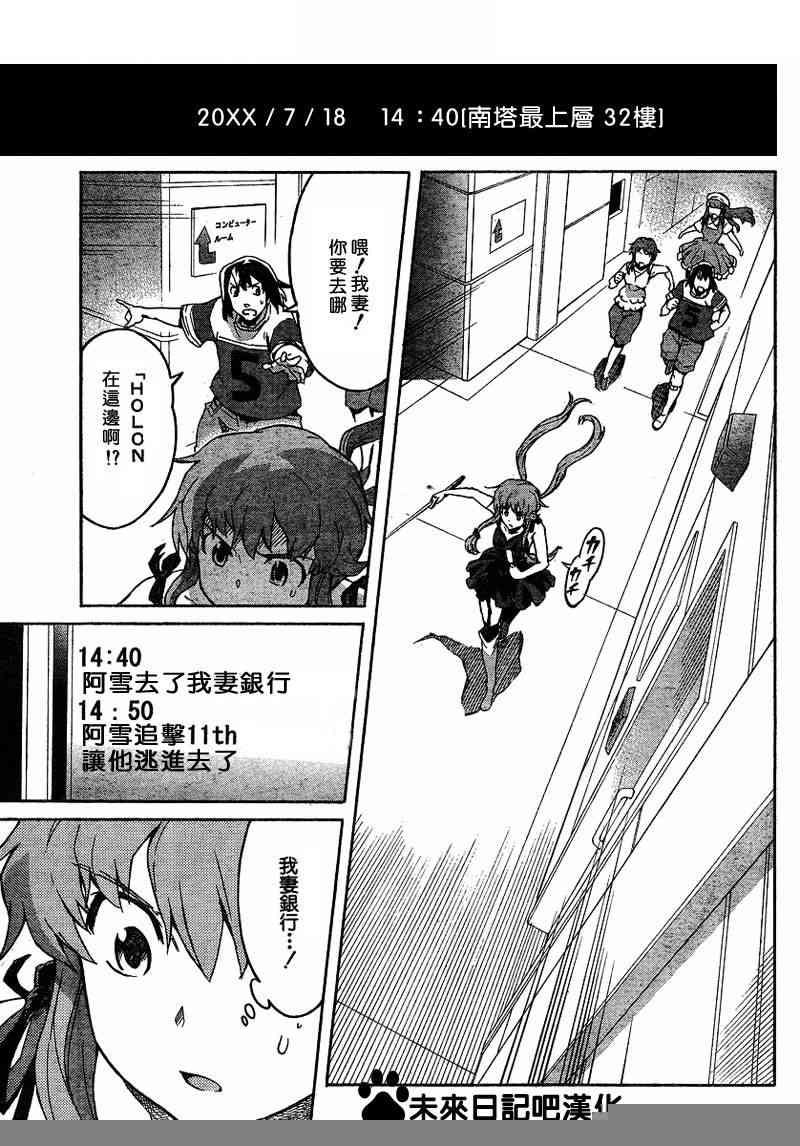 20XX / 7 / 18 14：40[南塔最上層 32樓]
カチ
カチ
喂！我妻！
你要去哪
コンピューター
ルーム
「HOLON
在這邊啊!?
14:40
阿雪去了我妻銀行
14：50
阿雪追擊11th
讓他逃進去了
我妻銀行…！
未來日記吧漢化